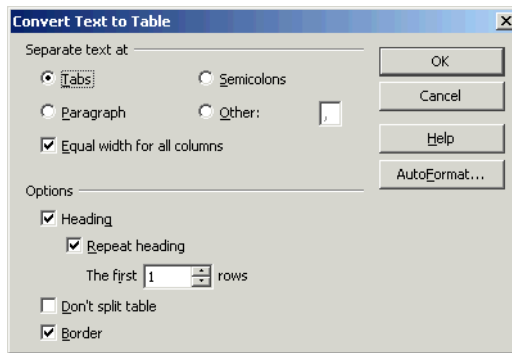 Convert Text to Table
Separate text at
Tabs
Semicolons
Paragraph
Other:
,
Equal width for all columns
OK
Cancel
Help
AutoFormat...
Options
Heading
Repeat heading
The first 1 rows
Don't split table
Border